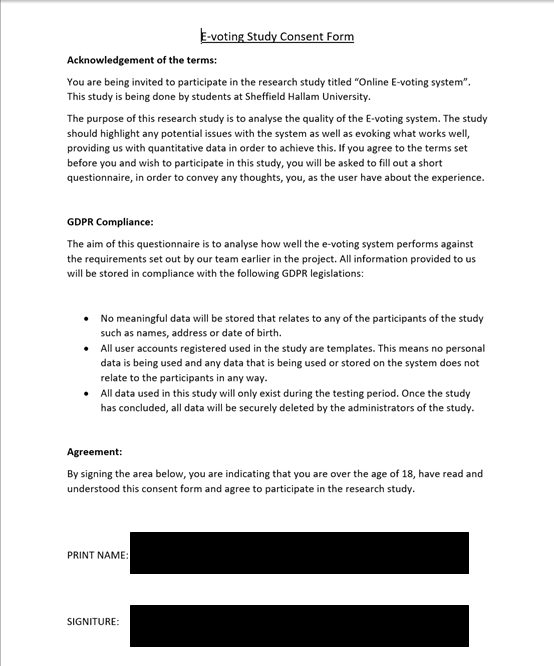 E-voting Study Consent Form
Acknowledgement of the terms:
You are being invited to participate in the research study titled “Online E-voting system”.
This study is being done by students at Sheffield Hallam University.
The purpose of this research study is to analyse the quality of the E-voting system. The study
should highlight any potential issues with the system as well as evoking what works well,
providing us with quantitative data in order to achieve this. If you agree to the terms set
before you and wish to participate in this study, you will be asked to fill out a short
questionnaire, in order to convey any thoughts, you, as the user have about the experience.
GDPR Compliance:
The aim of this questionnaire is to analyse how well the e-voting system performs against
the requirements set out by our team earlier in the project. All information provided to us
will be stored in compliance with the following GDPR legislations:
• No meaningful data will be stored that relates to any of the participants of the study
such as names, address or date of birth.
• All user accounts registered used in the study are templates. This means no personal
data is being used and any data that is being used or stored on the system does not
relate to the participants in any way.
• All data used in this study will only exist during the testing period. Once the study
has concluded, all data will be securely deleted by the administrators of the study.
Agreement:
By signing the area below, you are indicating that you are over the age of 18, have read and
understood this consent form and agree to participate in the research study.
PRINT NAME:
SIGNITURE: